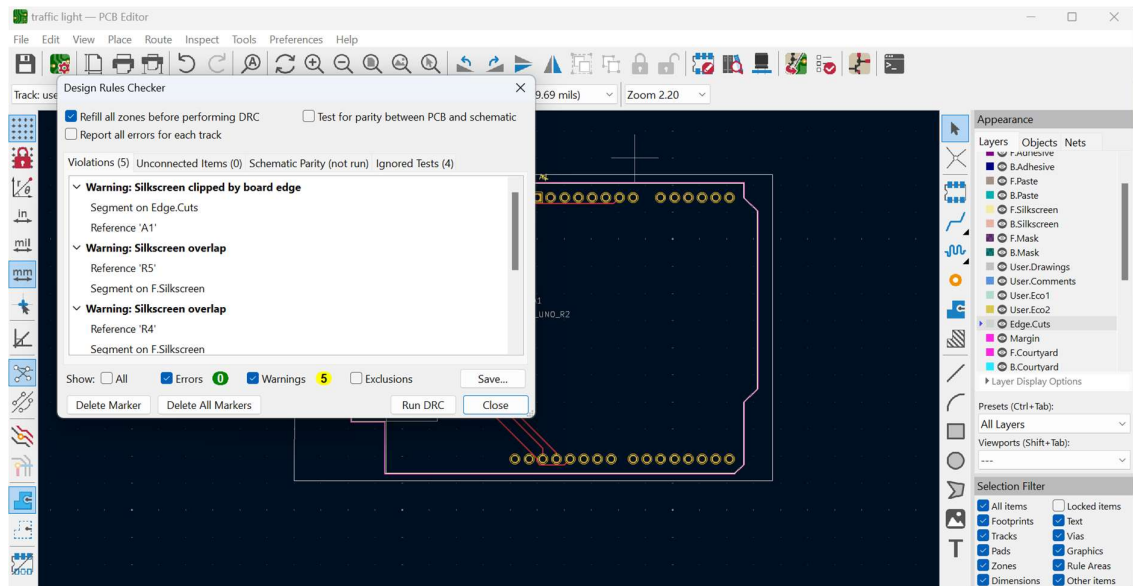 traffic light — PCB Editor
File Edit View Place Route Inspect Tools Preferences Help
Track: use
9.69 mils)
Zoom 2.20
Design Rules Checker
Refill all zones before performing DRC
Test for parity between PCB and schematic
Report all errors for each track
Violations (5) Unconnected Items (0) Schematic Parity (not run) Ignored Tests (4)
Warning: Silkscreen clipped by board edge
Segment on Edge.Cuts
Reference 'A1'
Warning: Silkscreen overlap
Reference 'R5'
Segment on F.Silkscreen
Warning: Silkscreen overlap
Reference 'R4'
Segment on F.Silkscreen
Show: All Errors 0 Warnings 5 Exclusions Save...
Delete Marker Delete All Markers Run DRC Close
_UNO_R2
in
mil
mm
Appearance
Layers Objects Nets
F.Adhesive
B.Adhesive
F.Paste
B.Paste
F.Silkscreen
B.Silkscreen
F.Mask
B.Mask
User.Drawings
User.Comments
User.Eco1
User.Eco2
Edge.Cuts
Margin
F.Courtyard
B.Courtyard
Layer Display Options
Presets (Ctrl+Tab):
All Layers
Viewports (Shift+Tab):
---
Selection Filter
All items Locked items
Footprints Text
Tracks Vias
Pads Graphics
Zones Rule Areas
Dimensions Other items